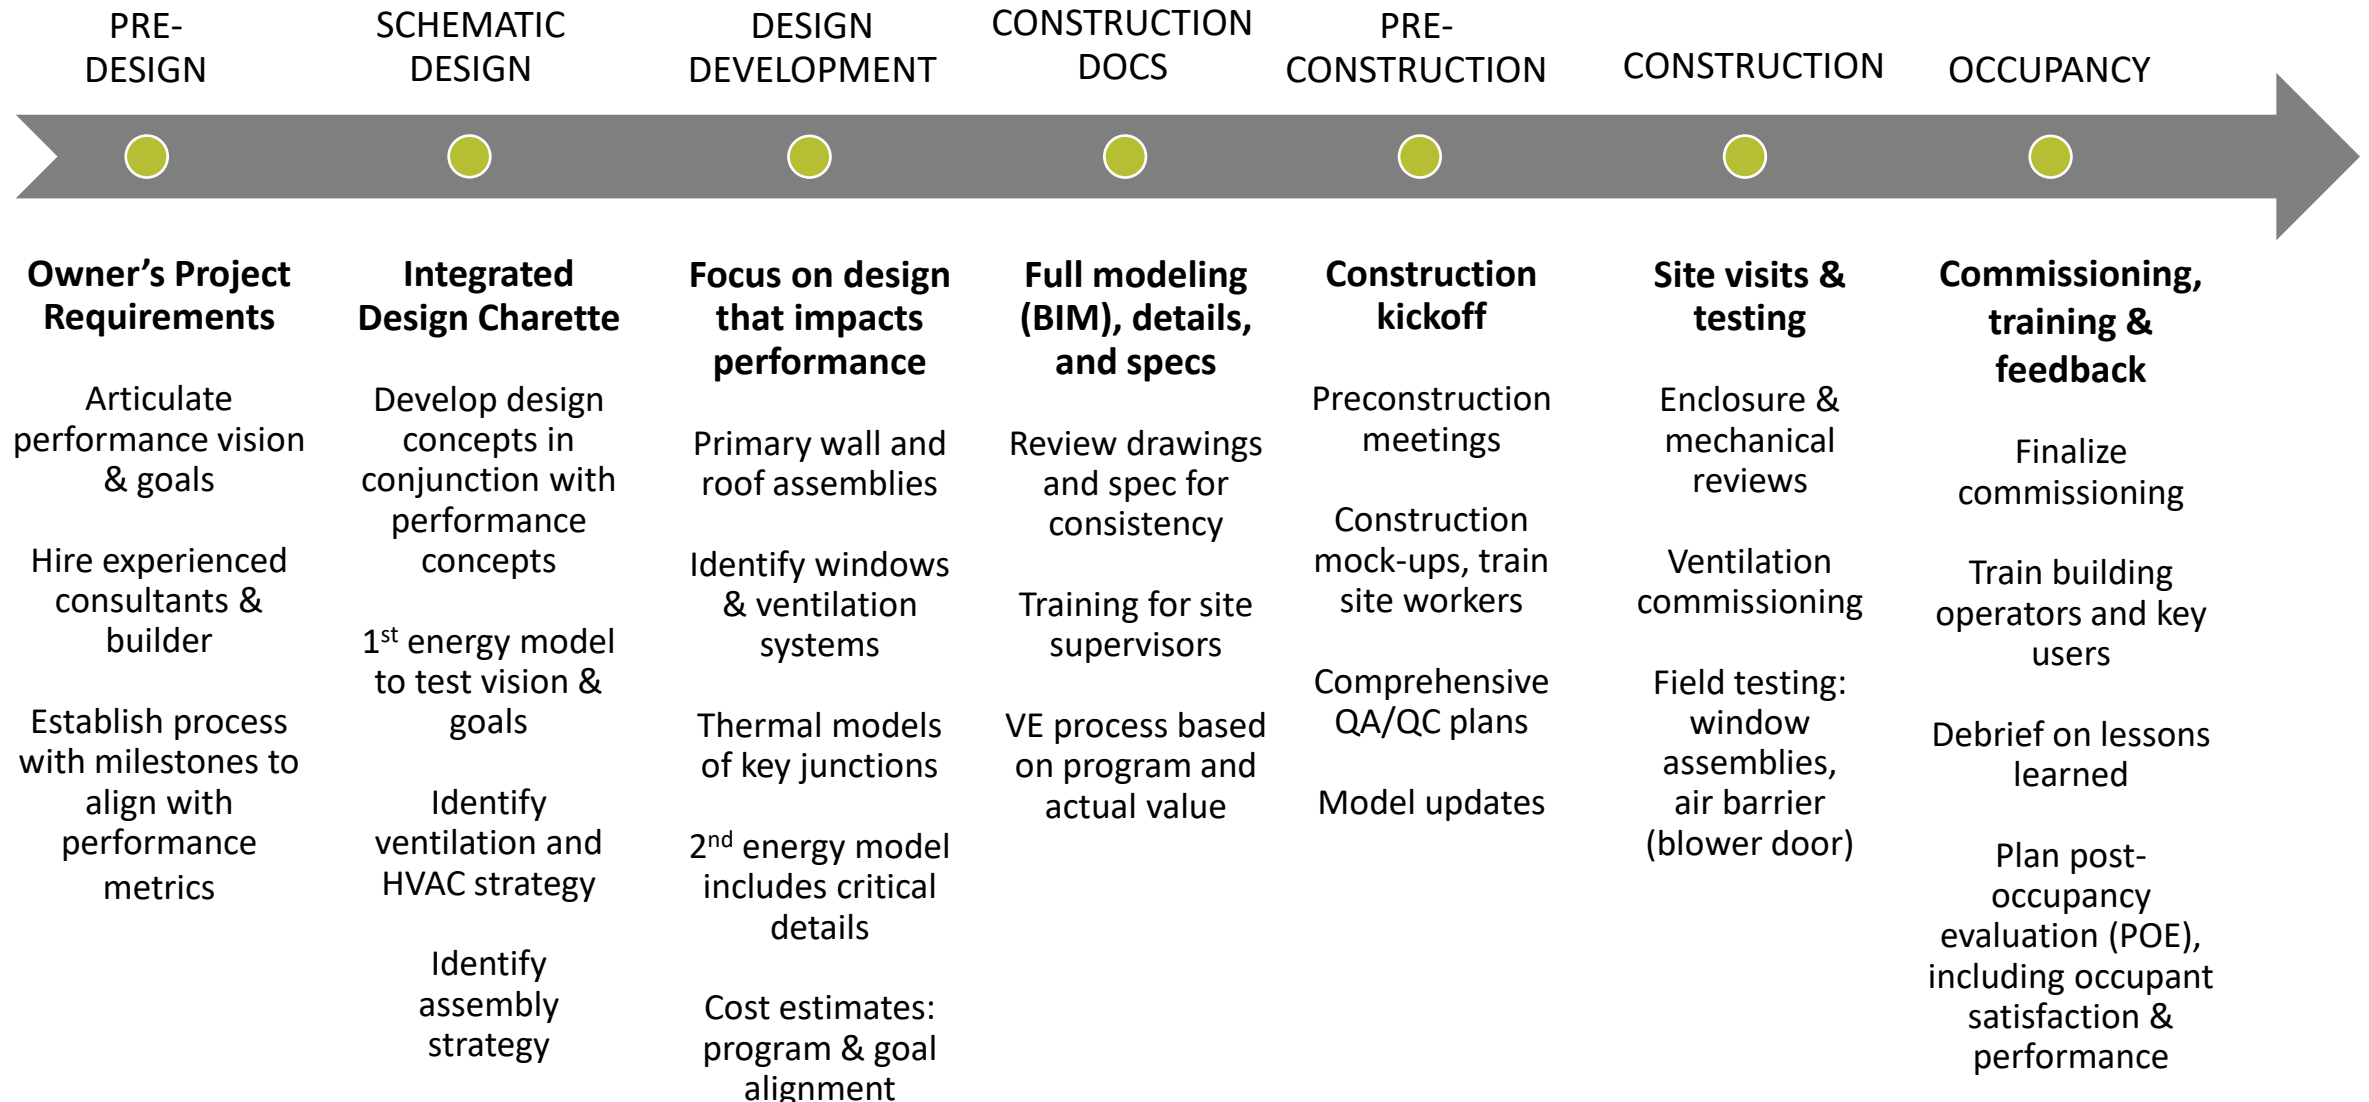 PRE-
DESIGN
SCHEMATIC
DESIGN
DESIGN
DEVELOPMENT
CONSTRUCTION
DOCS
PRE-
CONSTRUCTION
CONSTRUCTION
OCCUPANCY
Owner’s Project
Requirements
Articulate
performance vision
& goals
Hire experienced
consultants &
builder
Establish process
with milestones to
align with
performance
metrics
Integrated
Design Charette
Develop design
concepts in
conjunction with
performance
concepts
1st energy model
to test vision &
goals
Identify
ventilation and
HVAC strategy
Identify
assembly
strategy
Focus on design
that impacts
performance
Primary wall and
roof assemblies
Identify windows
& ventilation
systems
Thermal models
of key junctions
2nd energy model
includes critical
details
Cost estimates:
program & goal
alignment
Full modeling
(BIM), details,
and specs
Review drawings
and spec for
consistency
Training for site
supervisors
VE process based
on program and
actual value
Construction
kickoff
Preconstruction
meetings
Construction
mock-ups, train
site workers
Comprehensive
QA/QC plans
Model updates
Site visits &
testing
Enclosure &
mechanical
reviews
Ventilation
commissioning
Field testing:
window
assemblies,
air barrier
(blower door)
Commissioning,
training &
feedback
Finalize
commissioning
Train building
operators and key
users
Debrief on lessons
learned
Plan post-
occupancy
evaluation (POE),
including occupant
satisfaction &
performance